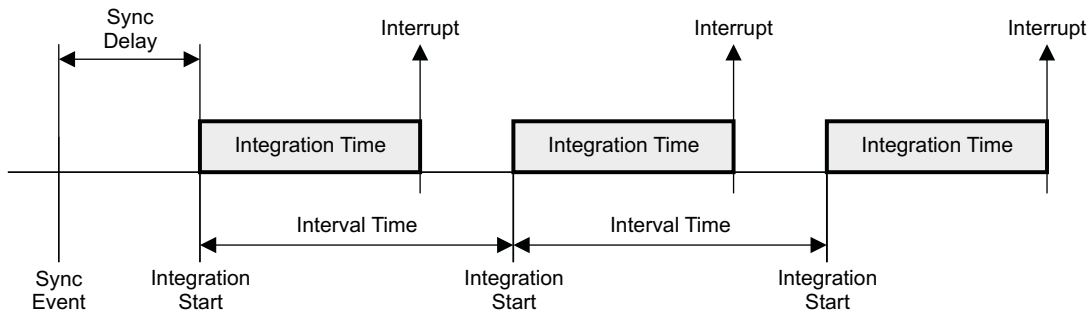 Sync
Delay
Interrupt
Interrupt
Interrupt
Integration Time
Integration Time
Integration Time
Interval Time
Interval Time
Sync
Event
Integration
Start
Integration
Start
Integration
Start